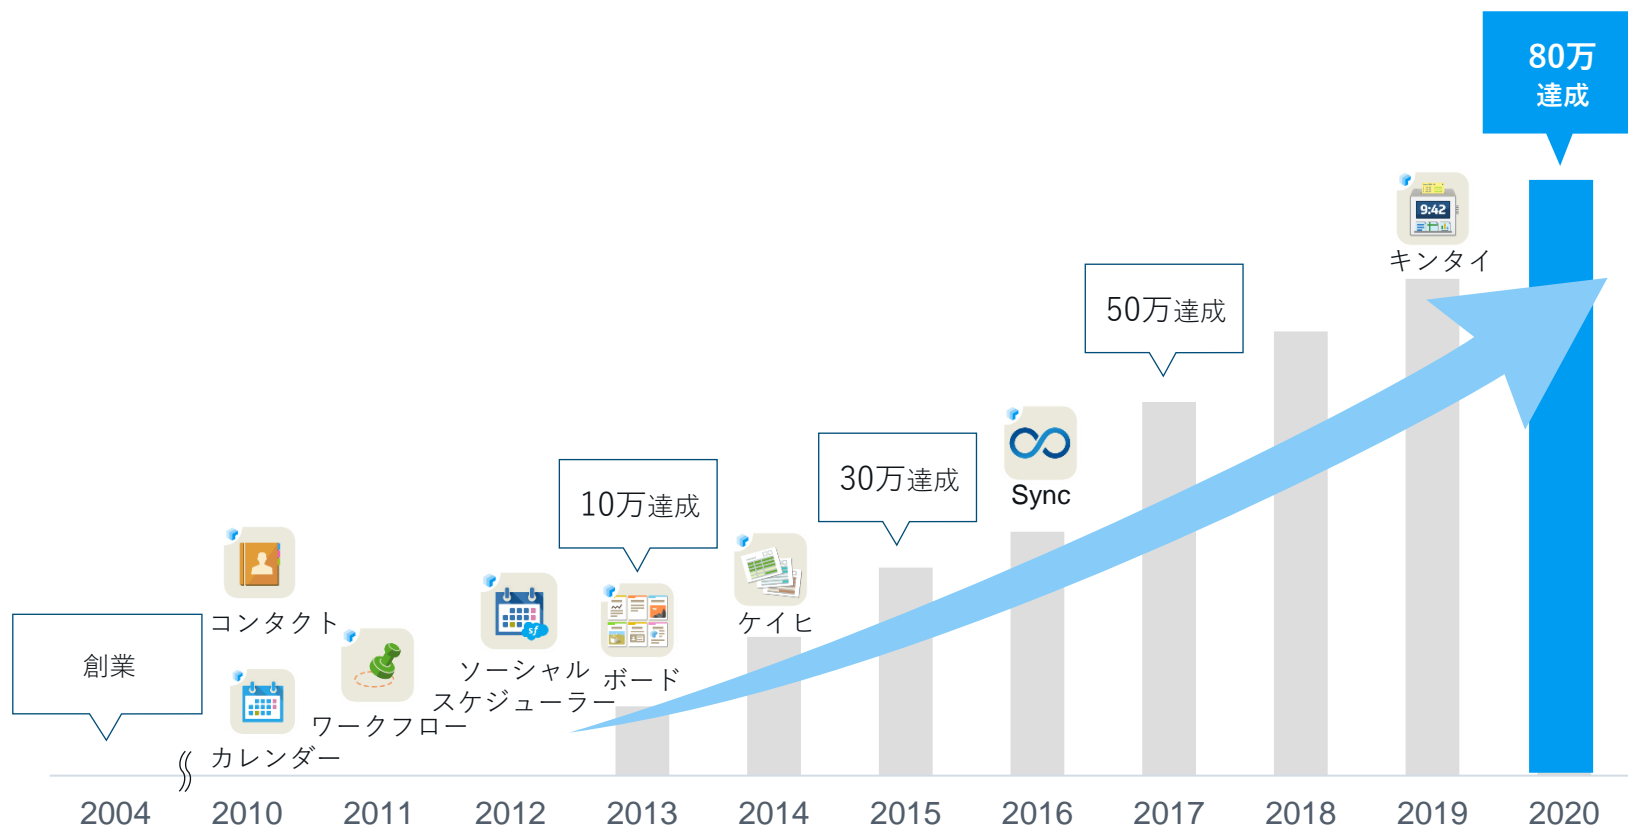 80万
達成
9:42
キンタイ
50万達成
Sync
30万達成
10万達成
ケイヒ
コンタクト
創業
sf
ソーシャル
スケジューラー
ボード
ワークフロー
カレンダー
2004
2010
2011
2012
2013
2014
2015
2016
2017
2018
2019
2020